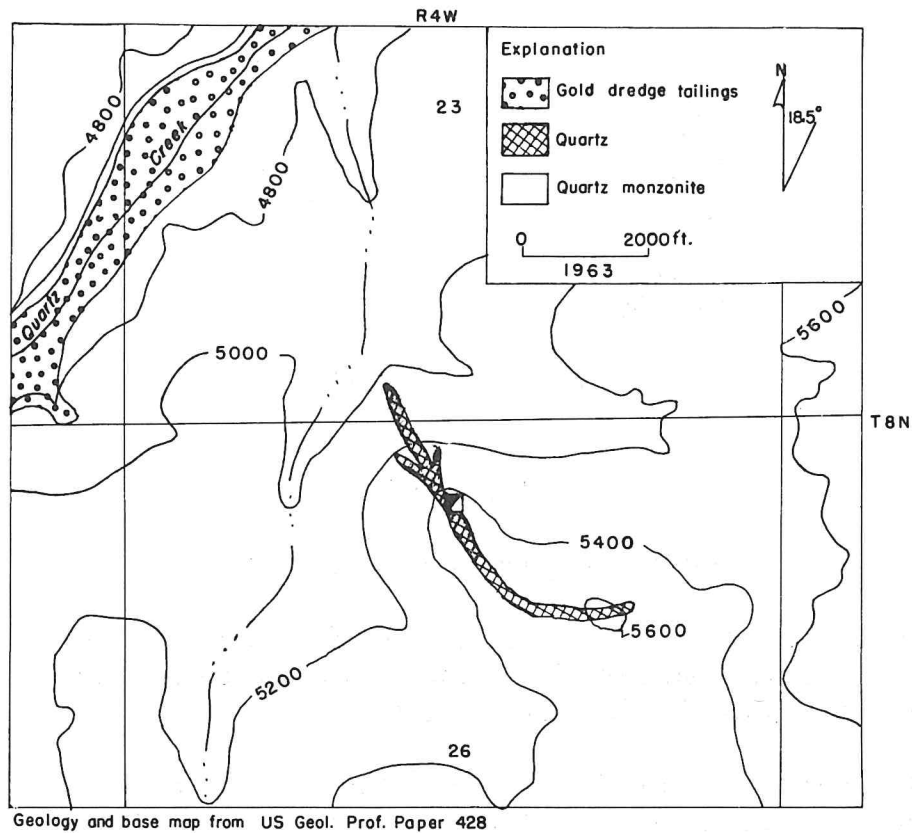 R4W
Explanation
Gold dredge tailings
Quartz
Quartz monzonite
N
18.5°
0 2000 ft.
1963
23
4800
Creek
4800
Quartz
5000
5600
T8N
5400
5600
5200
26
Geology and base map from US Geol. Prof. Paper 428